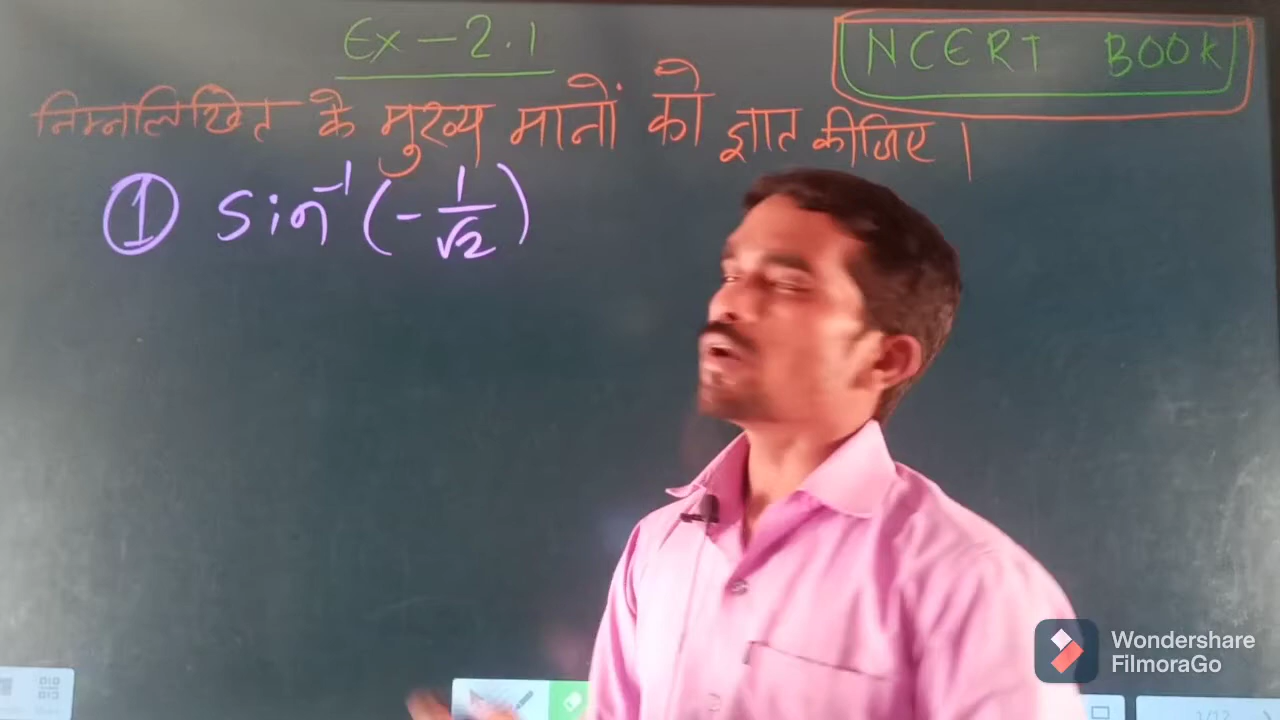 Ex - 2.1
NCERT BOOK
निम्नलिखित के मुख्य मानों को ज्ञात कीजिए।
① Sin⁻¹(-1/√2)
Wondershare
FilmoraGo